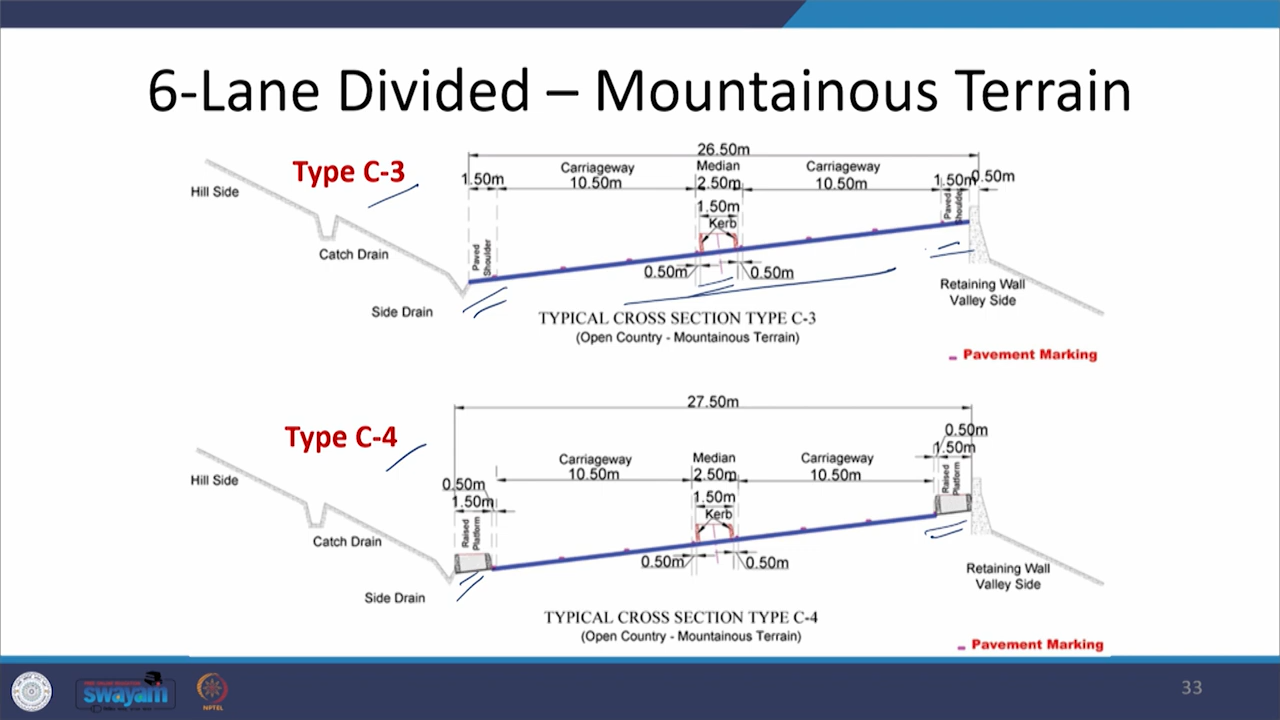 6-Lane Divided – Mountainous Terrain
Type C-3
26.50m
Carriageway
Median
Carriageway
1.50m
10.50m
2.50m
10.50m
1.50m
0.50m
Hill Side
1.50m
Kerb
Paved
Shoulder
Paved
Shoulder
Catch Drain
0.50m
0.50m
Retaining Wall
Valley Side
Side Drain
TYPICAL CROSS SECTION TYPE C-3
(Open Country - Mountainous Terrain)
Pavement Marking
27.50m
Type C-4
0.50m
1.50m
Carriageway
Median
Carriageway
10.50m
2.50m
10.50m
Hill Side
0.50m
1.50m
1.50m
Kerb
Raised
Platform
Raised
Platform
Catch Drain
0.50m
0.50m
Retaining Wall
Valley Side
Side Drain
TYPICAL CROSS SECTION TYPE C-4
(Open Country - Mountainous Terrain)
Pavement Marking
swayam
NPTEL
33